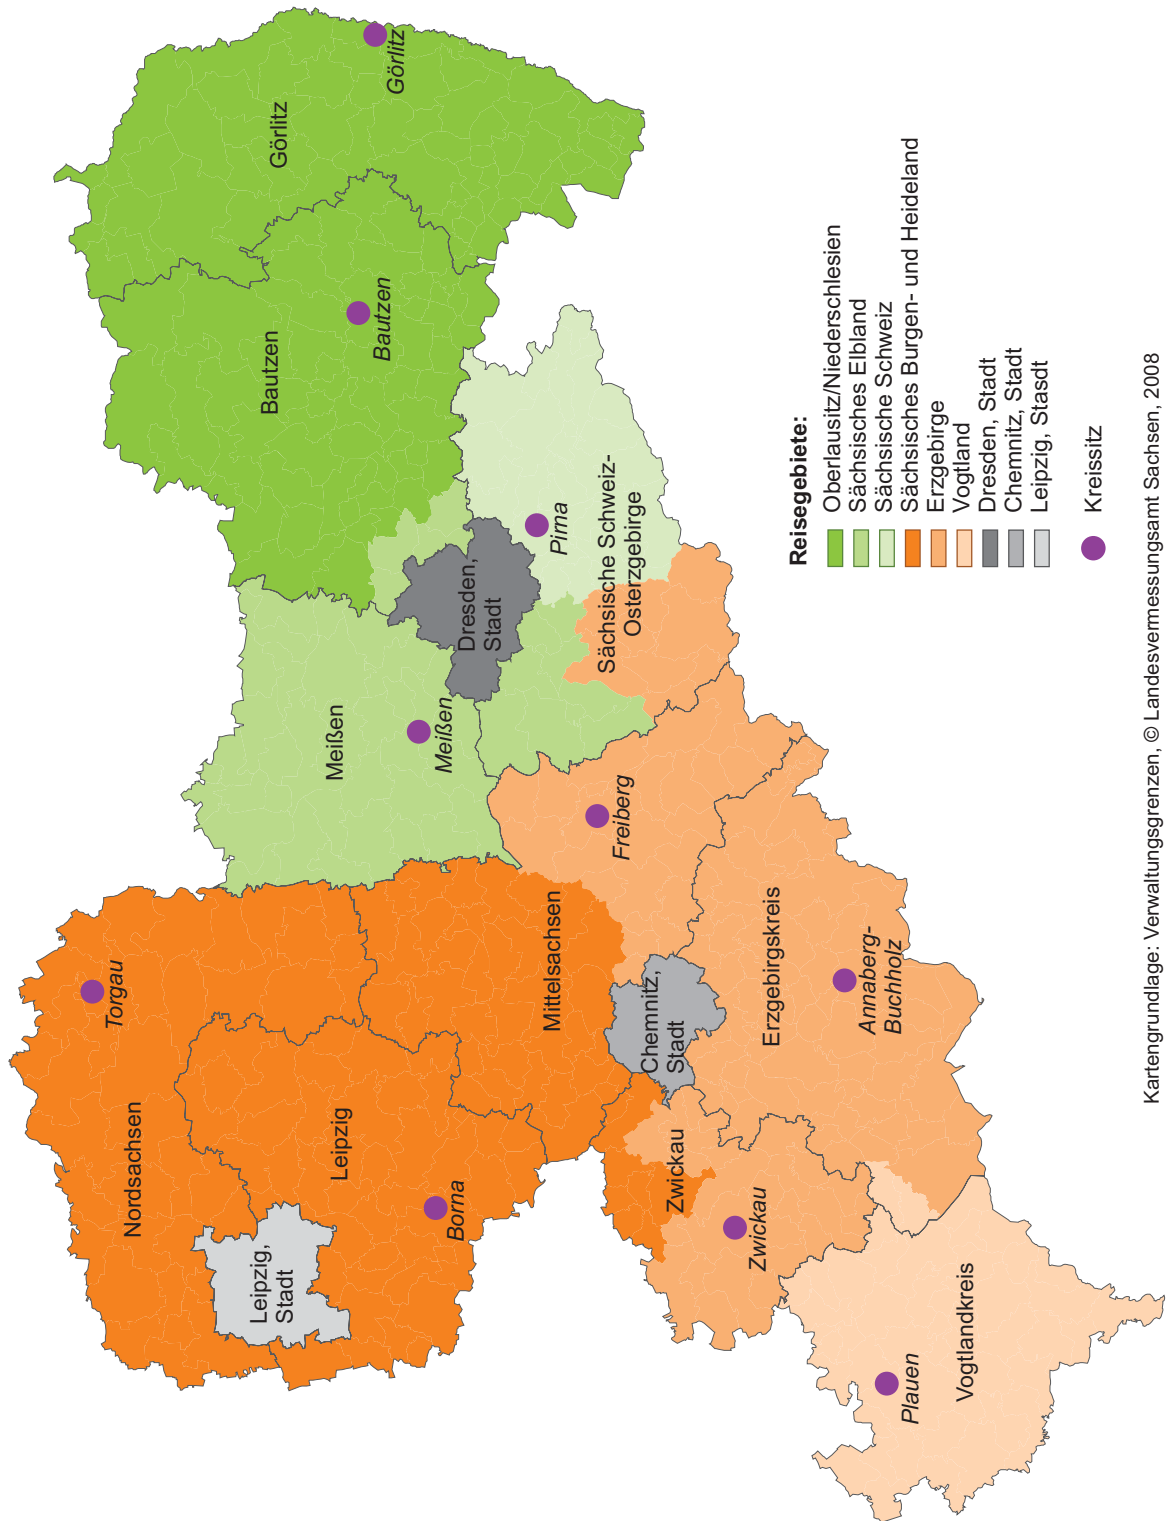 Nordsachsen
Torgau
Leipzig,
Stadt
Leipzig
Borna
Meißen
Meißen
Bautzen
Bautzen
Görlitz
Görlitz
Dresden,
Stadt
Pirna
Sächsische Schweiz-
Osterzgebirge
Mittelsachsen
Freiberg
Chemnitz,
Stadt
Zwickau
Zwickau
Erzgebirgskreis
Annaberg-
Buchholz
Plauen
Vogtlandkreis
Reisegebiete:
Oberlausitz/Niederschlesien
Sächsisches Elbland
Sächsische Schweiz
Sächsisches Burgen- und Heideland
Erzgebirge
Vogtland
Dresden, Stadt
Chemnitz, Stadt
Leipzig, Stasdt
Kreissitz
Kartengrundlage: Verwaltungsgrenzen, © Landesvermessungsamt Sachsen, 2008